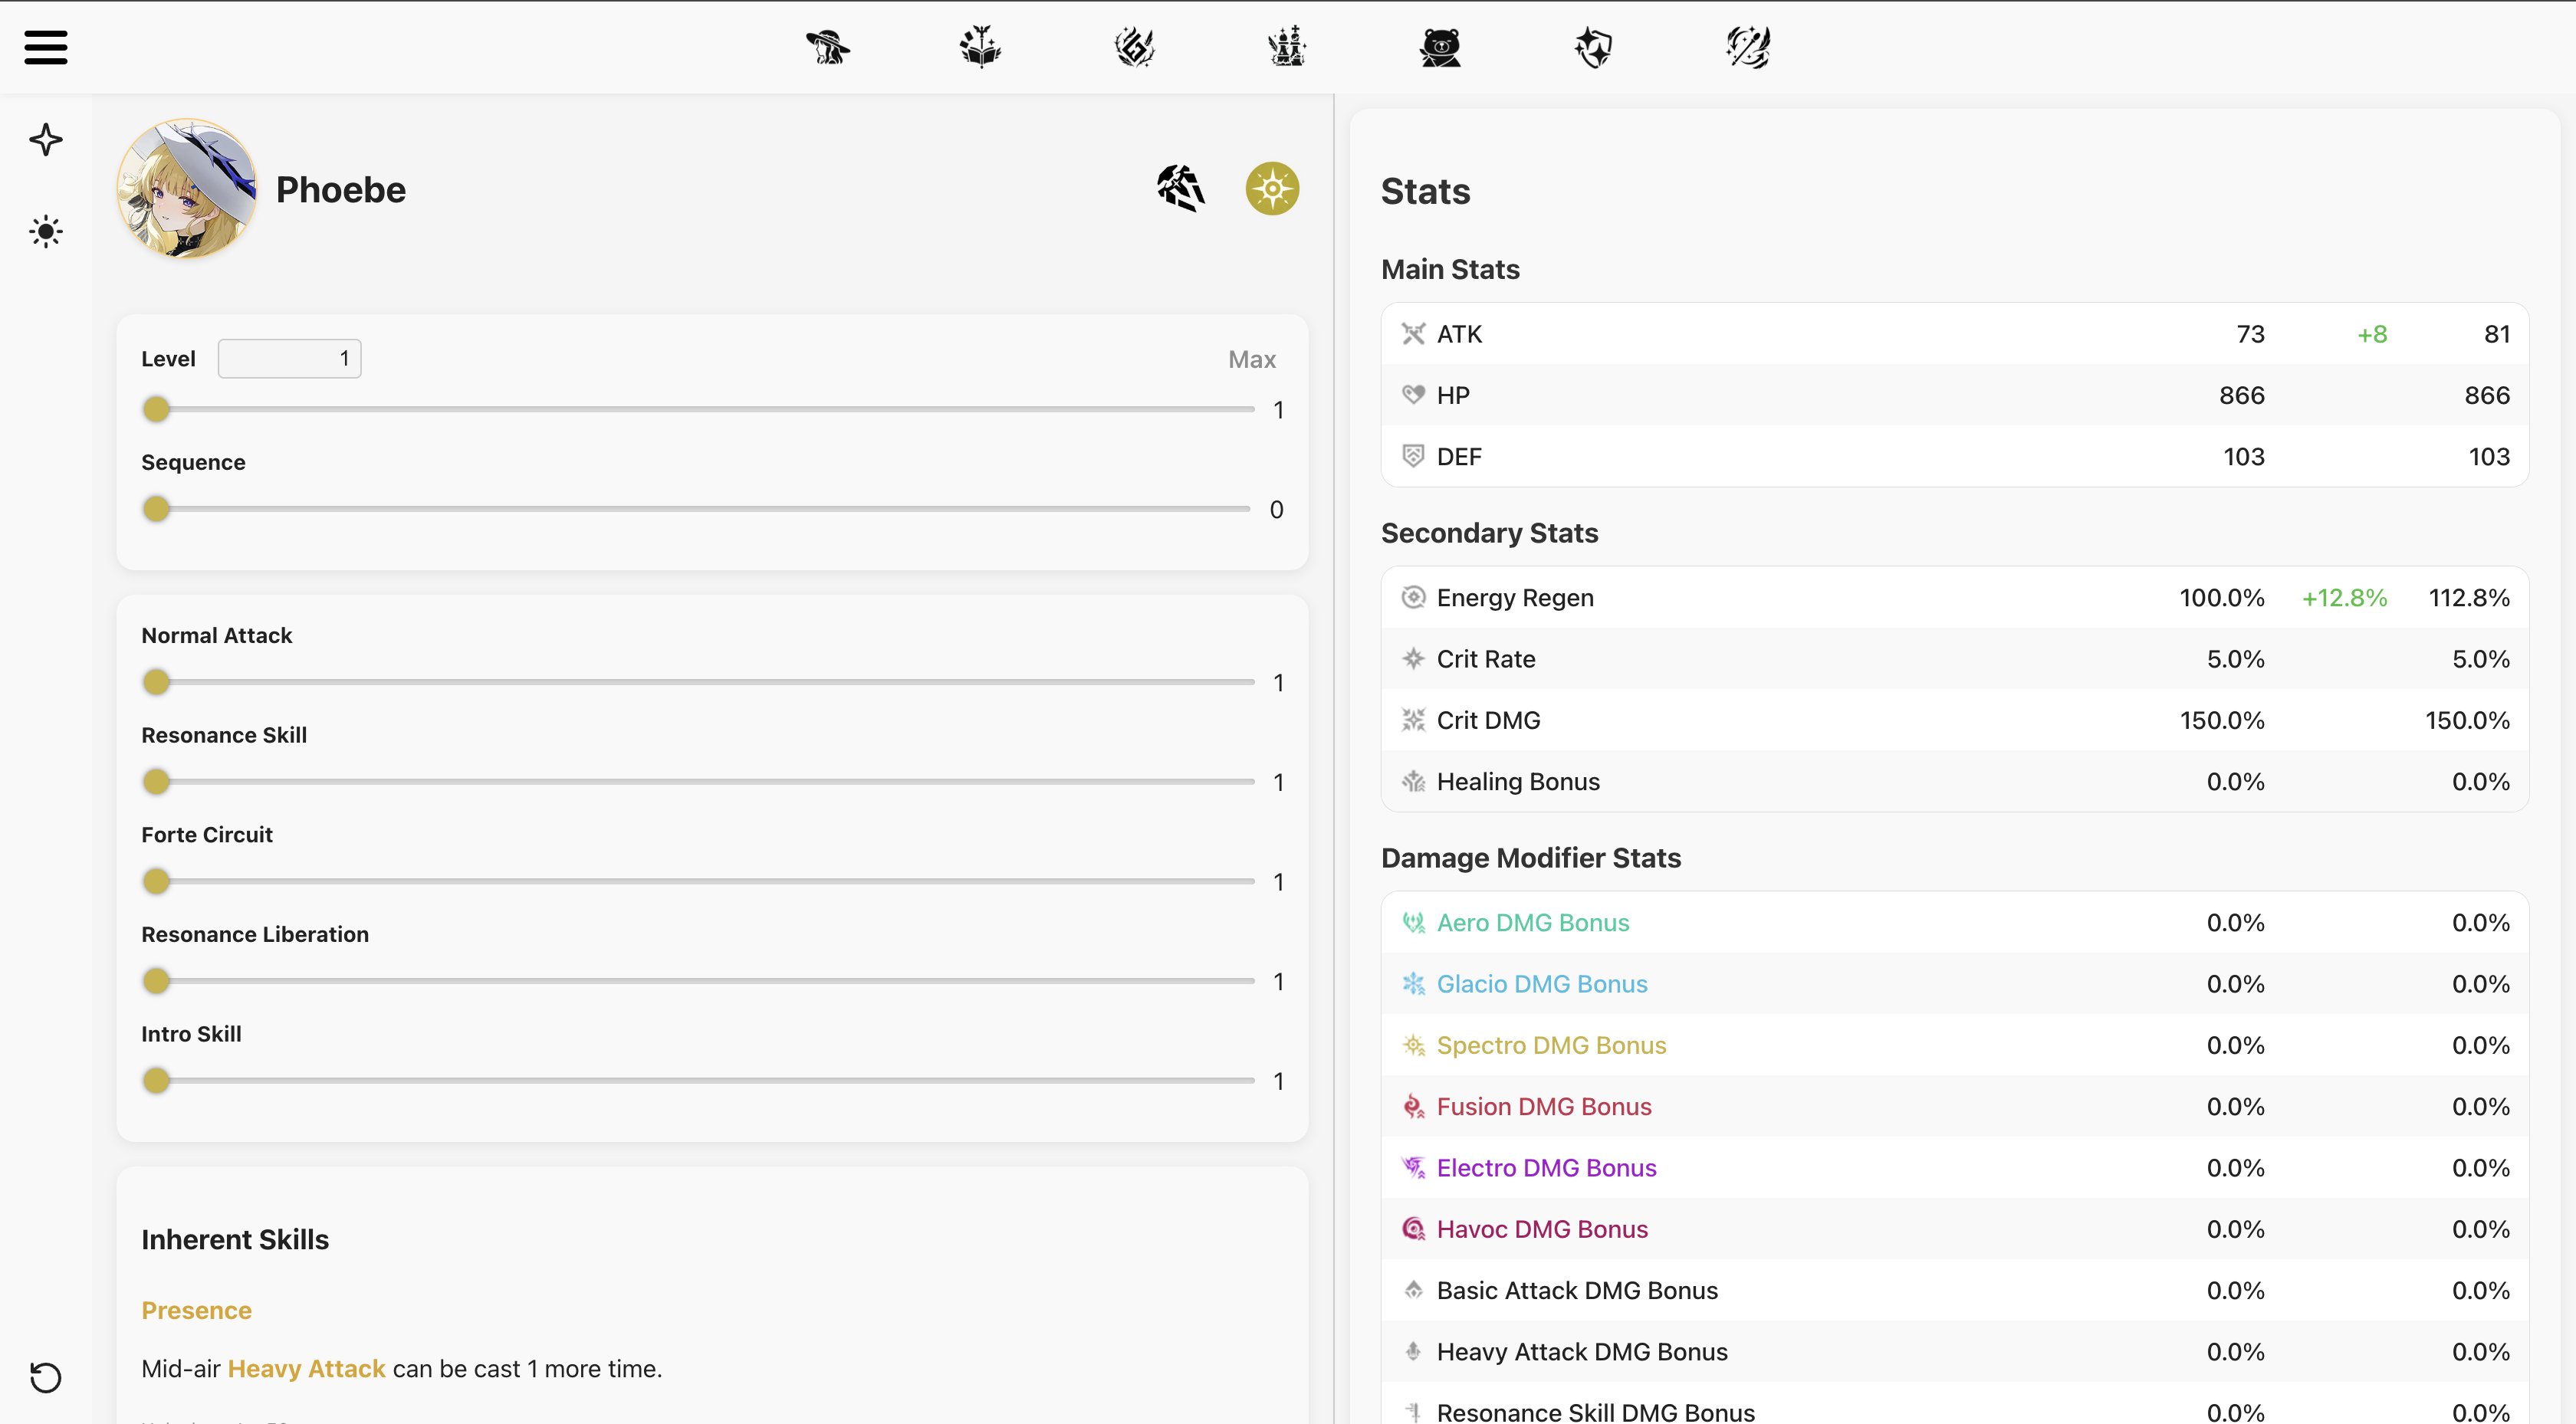 Phoebe
Level 1 Max
1
Sequence
0
Normal Attack
1
Resonance Skill
1
Forte Circuit
1
Resonance Liberation
1
Intro Skill
1
Inherent Skills
Presence
Mid-air Heavy Attack can be cast 1 more time.
Stats
Main Stats
ATK 73 +8 81
HP 866 866
DEF 103 103
Secondary Stats
Energy Regen 100.0% +12.8% 112.8%
Crit Rate 5.0% 5.0%
Crit DMG 150.0% 150.0%
Healing Bonus 0.0% 0.0%
Damage Modifier Stats
Aero DMG Bonus 0.0% 0.0%
Glacio DMG Bonus 0.0% 0.0%
Spectro DMG Bonus 0.0% 0.0%
Fusion DMG Bonus 0.0% 0.0%
Electro DMG Bonus 0.0% 0.0%
Havoc DMG Bonus 0.0% 0.0%
Basic Attack DMG Bonus 0.0% 0.0%
Heavy Attack DMG Bonus 0.0% 0.0%
Resonance Skill DMG Bonus 0.0% 0.0%